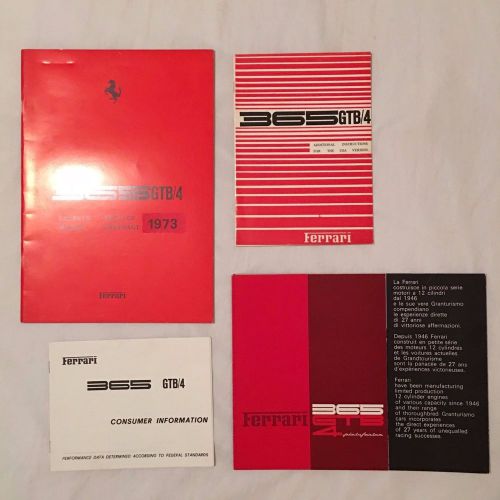 365 GTB/4
1973
Ferrari
365 GTB/4
ADDITIONAL INSTRUCTIONS
FOR THE USA VERSION
Ferrari
Ferrari
365 GTB/4
CONSUMER INFORMATION
PERFORMANCE DATA DETERMINED ACCORDING TO FEDERAL STANDARDS
Ferrari
365
GTB
4
pininfarina
La Ferrari
costruisce in piccola serie
motori a 12 cilindri
dal 1946
e le sue vere Granturismo
compendiano
le esperienze dirette
di 27 anni
di vittoriose affermazioni.
Depuis 1946 Ferrari
construit en petite série
des moteurs 12 cylindres
et les voitures actuelles
de Grandtourisme
sont la panacée de 27 ans
d'expériences victorieuses.
Ferrari
have been manufacturing
limited production
12 cylinder engines
of various capacity since 1946
and their range
of thoroughbred Granturismo
cars incorporates
the direct experiences
of 27 years of unequalled
racing successes.